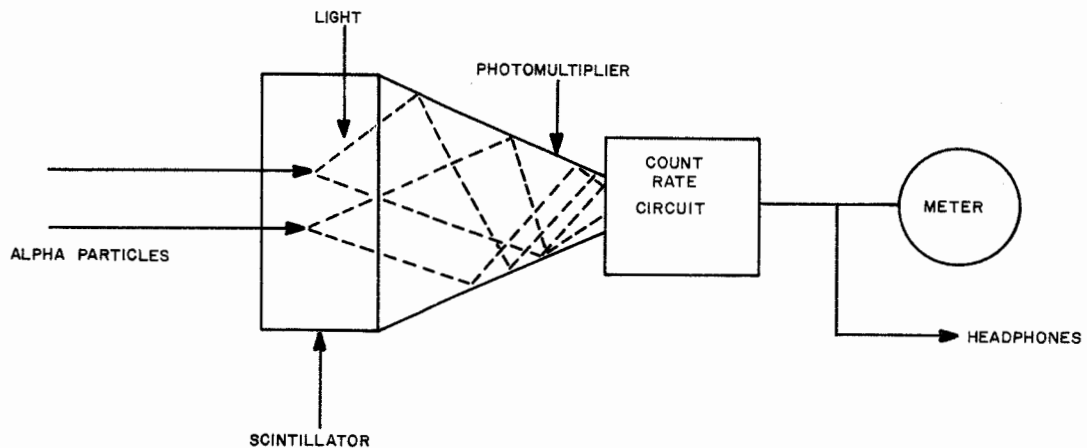 LIGHT
PHOTOMULTIPLIER
COUNT
RATE
CIRCUIT
METER
ALPHA PARTICLES
HEADPHONES
SCINTILLATOR